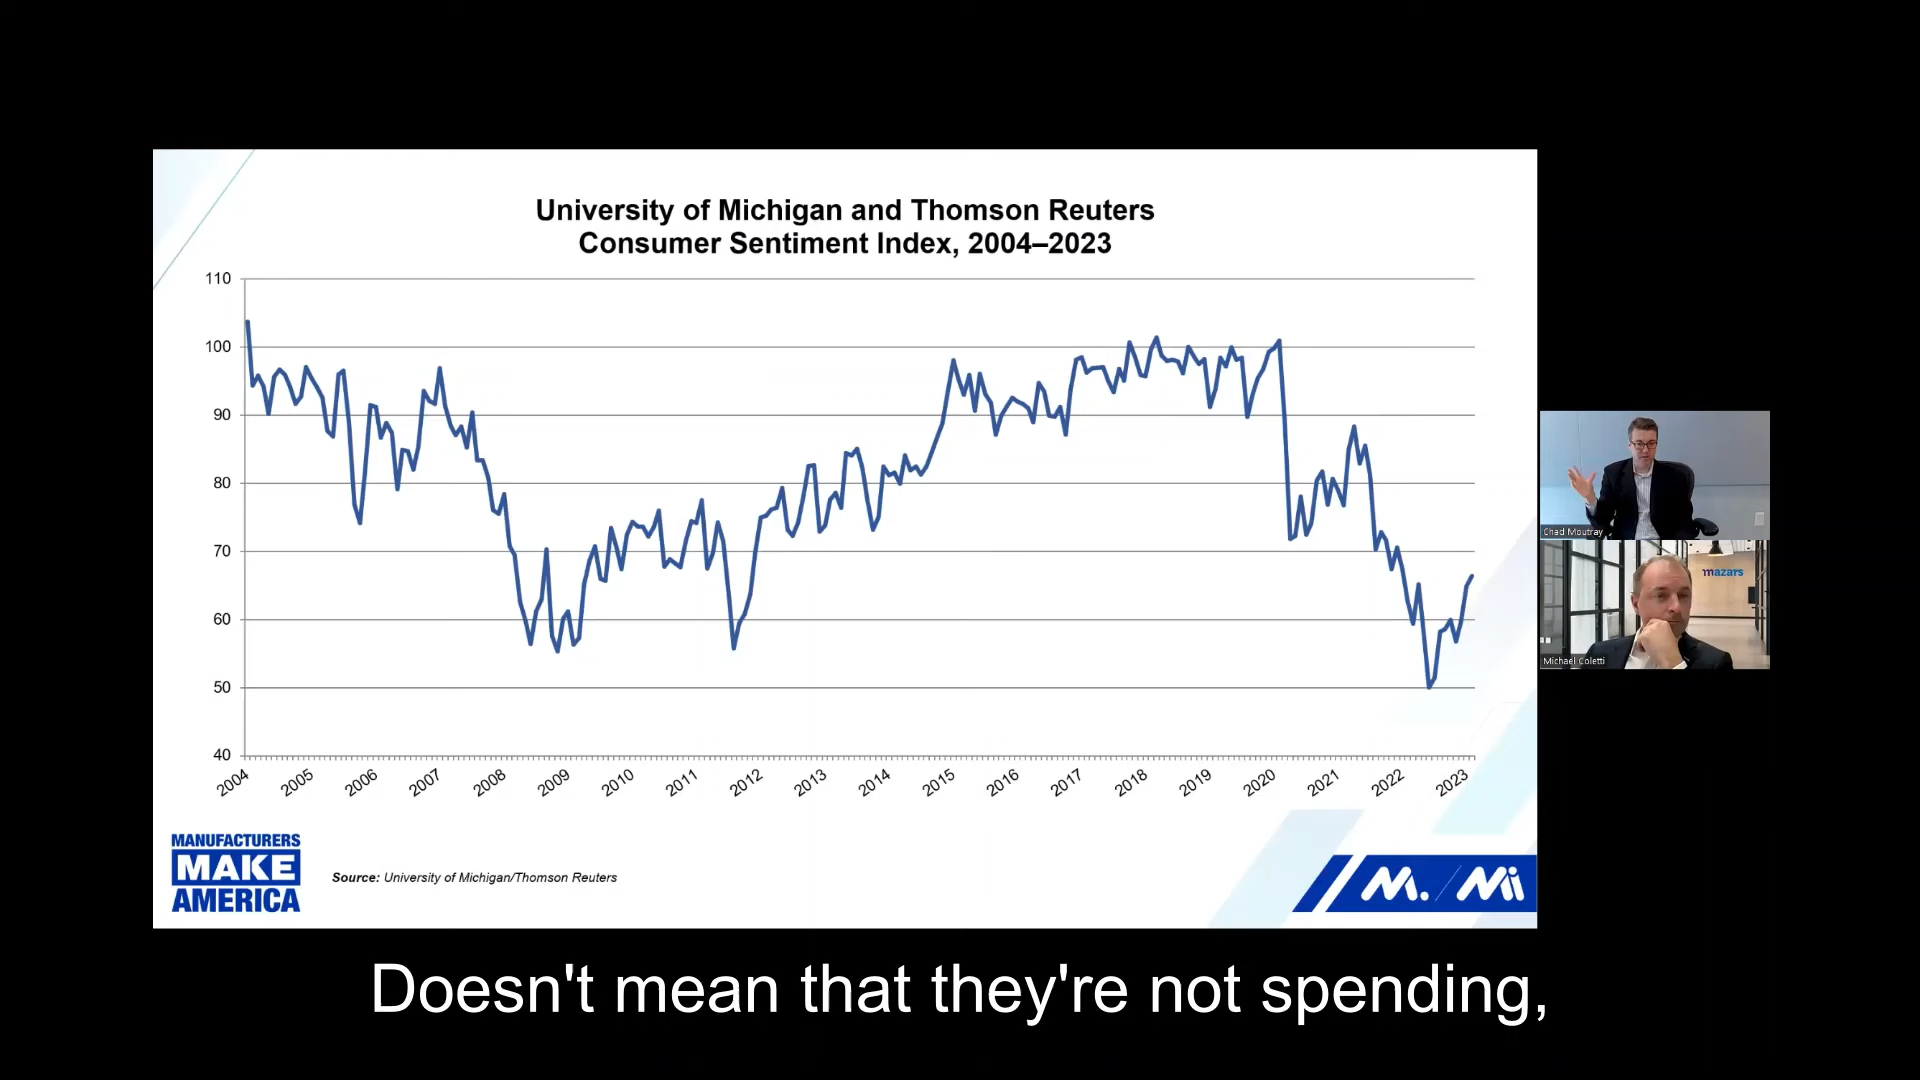 University of Michigan and Thomson Reuters
Consumer Sentiment Index, 2004–2023
110
100
90
80
70
60
50
40
2004
2005
2006
2007
2008
2009
2010
2011
2012
2013
2014
2015
2016
2017
2018
2019
2020
2021
2022
2023
MANUFACTURERS
MAKE
AMERICA
Source: University of Michigan/Thomson Reuters
M. / Mi
Chad Moutray
mazars
Michael Coletti
Doesn't mean that they're not spending,